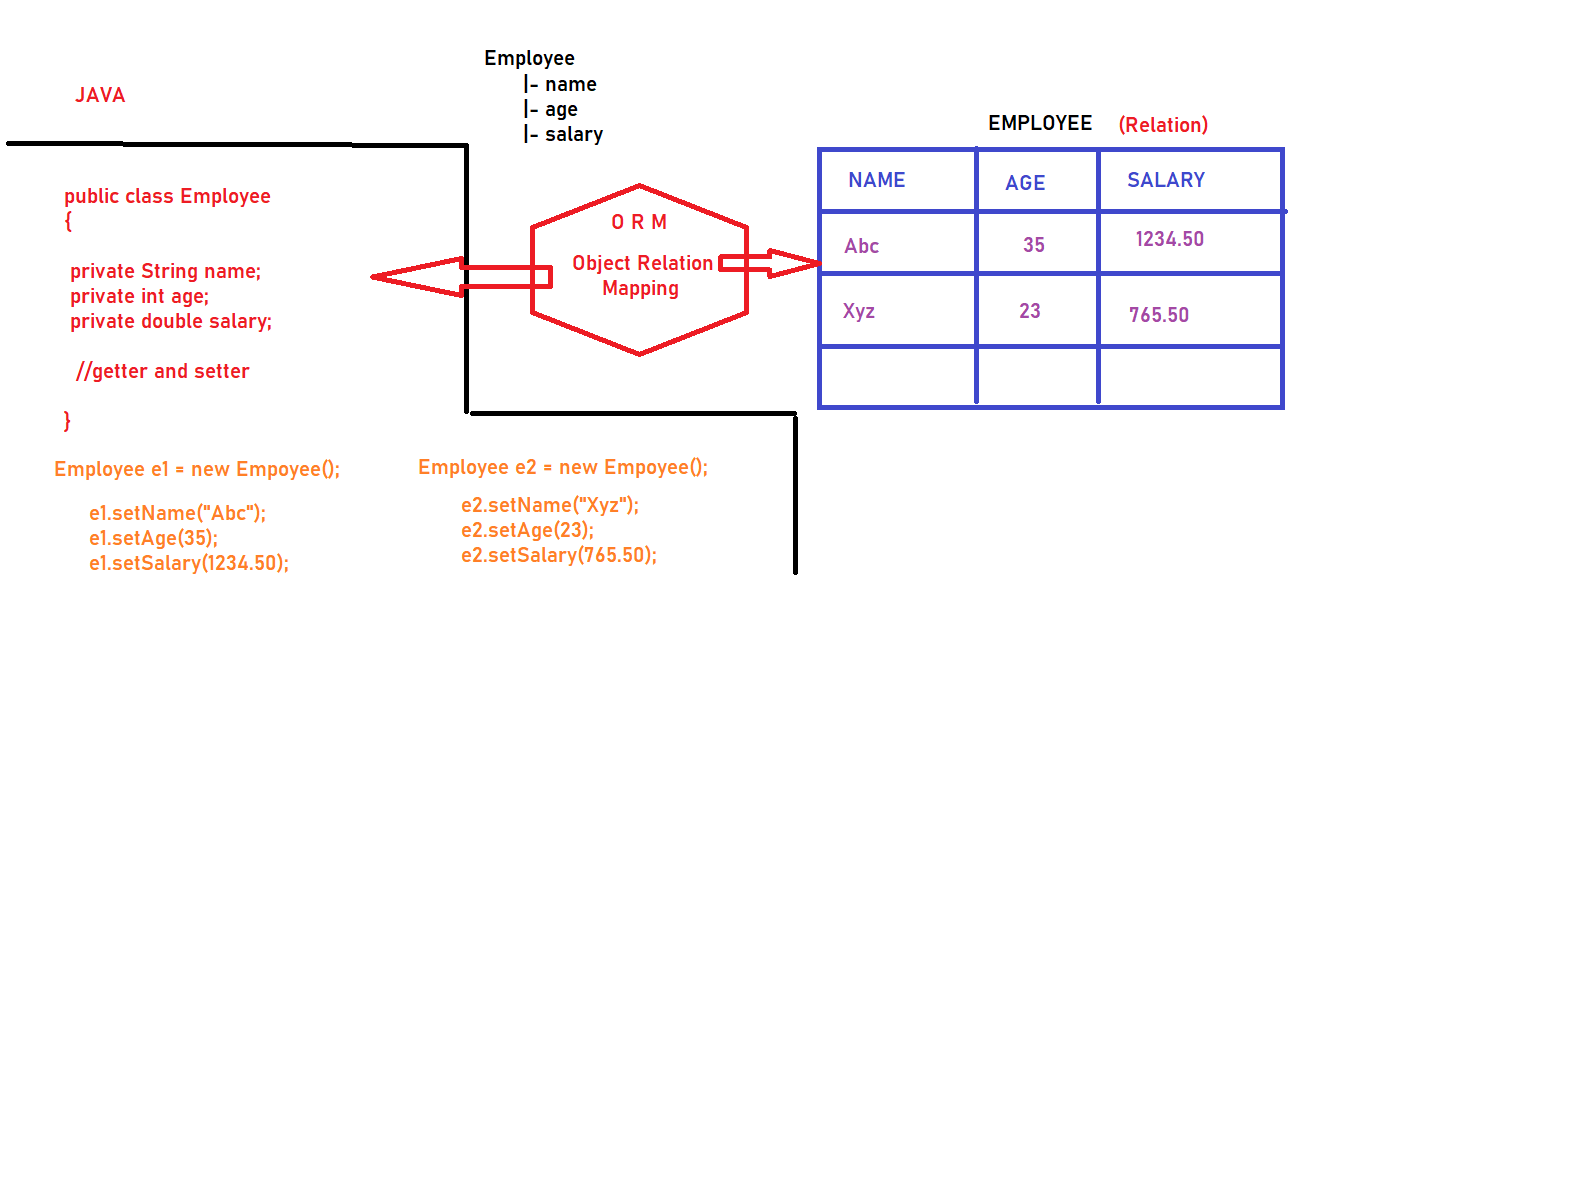 Employee
|- name
|- age
|- salary
JAVA
public class Employee
{
private String name;
private int age;
private double salary;
//getter and setter
}
Employee e1 = new Empoyee();
e1.setName("Abc");
e1.setAge(35);
e1.setSalary(1234.50);
Employee e2 = new Empoyee();
e2.setName("Xyz");
e2.setAge(23);
e2.setSalary(765.50);
O R M
Object Relation
Mapping
EMPLOYEE (Relation)
NAME AGE SALARY
Abc 35 1234.50
Xyz 23 765.50